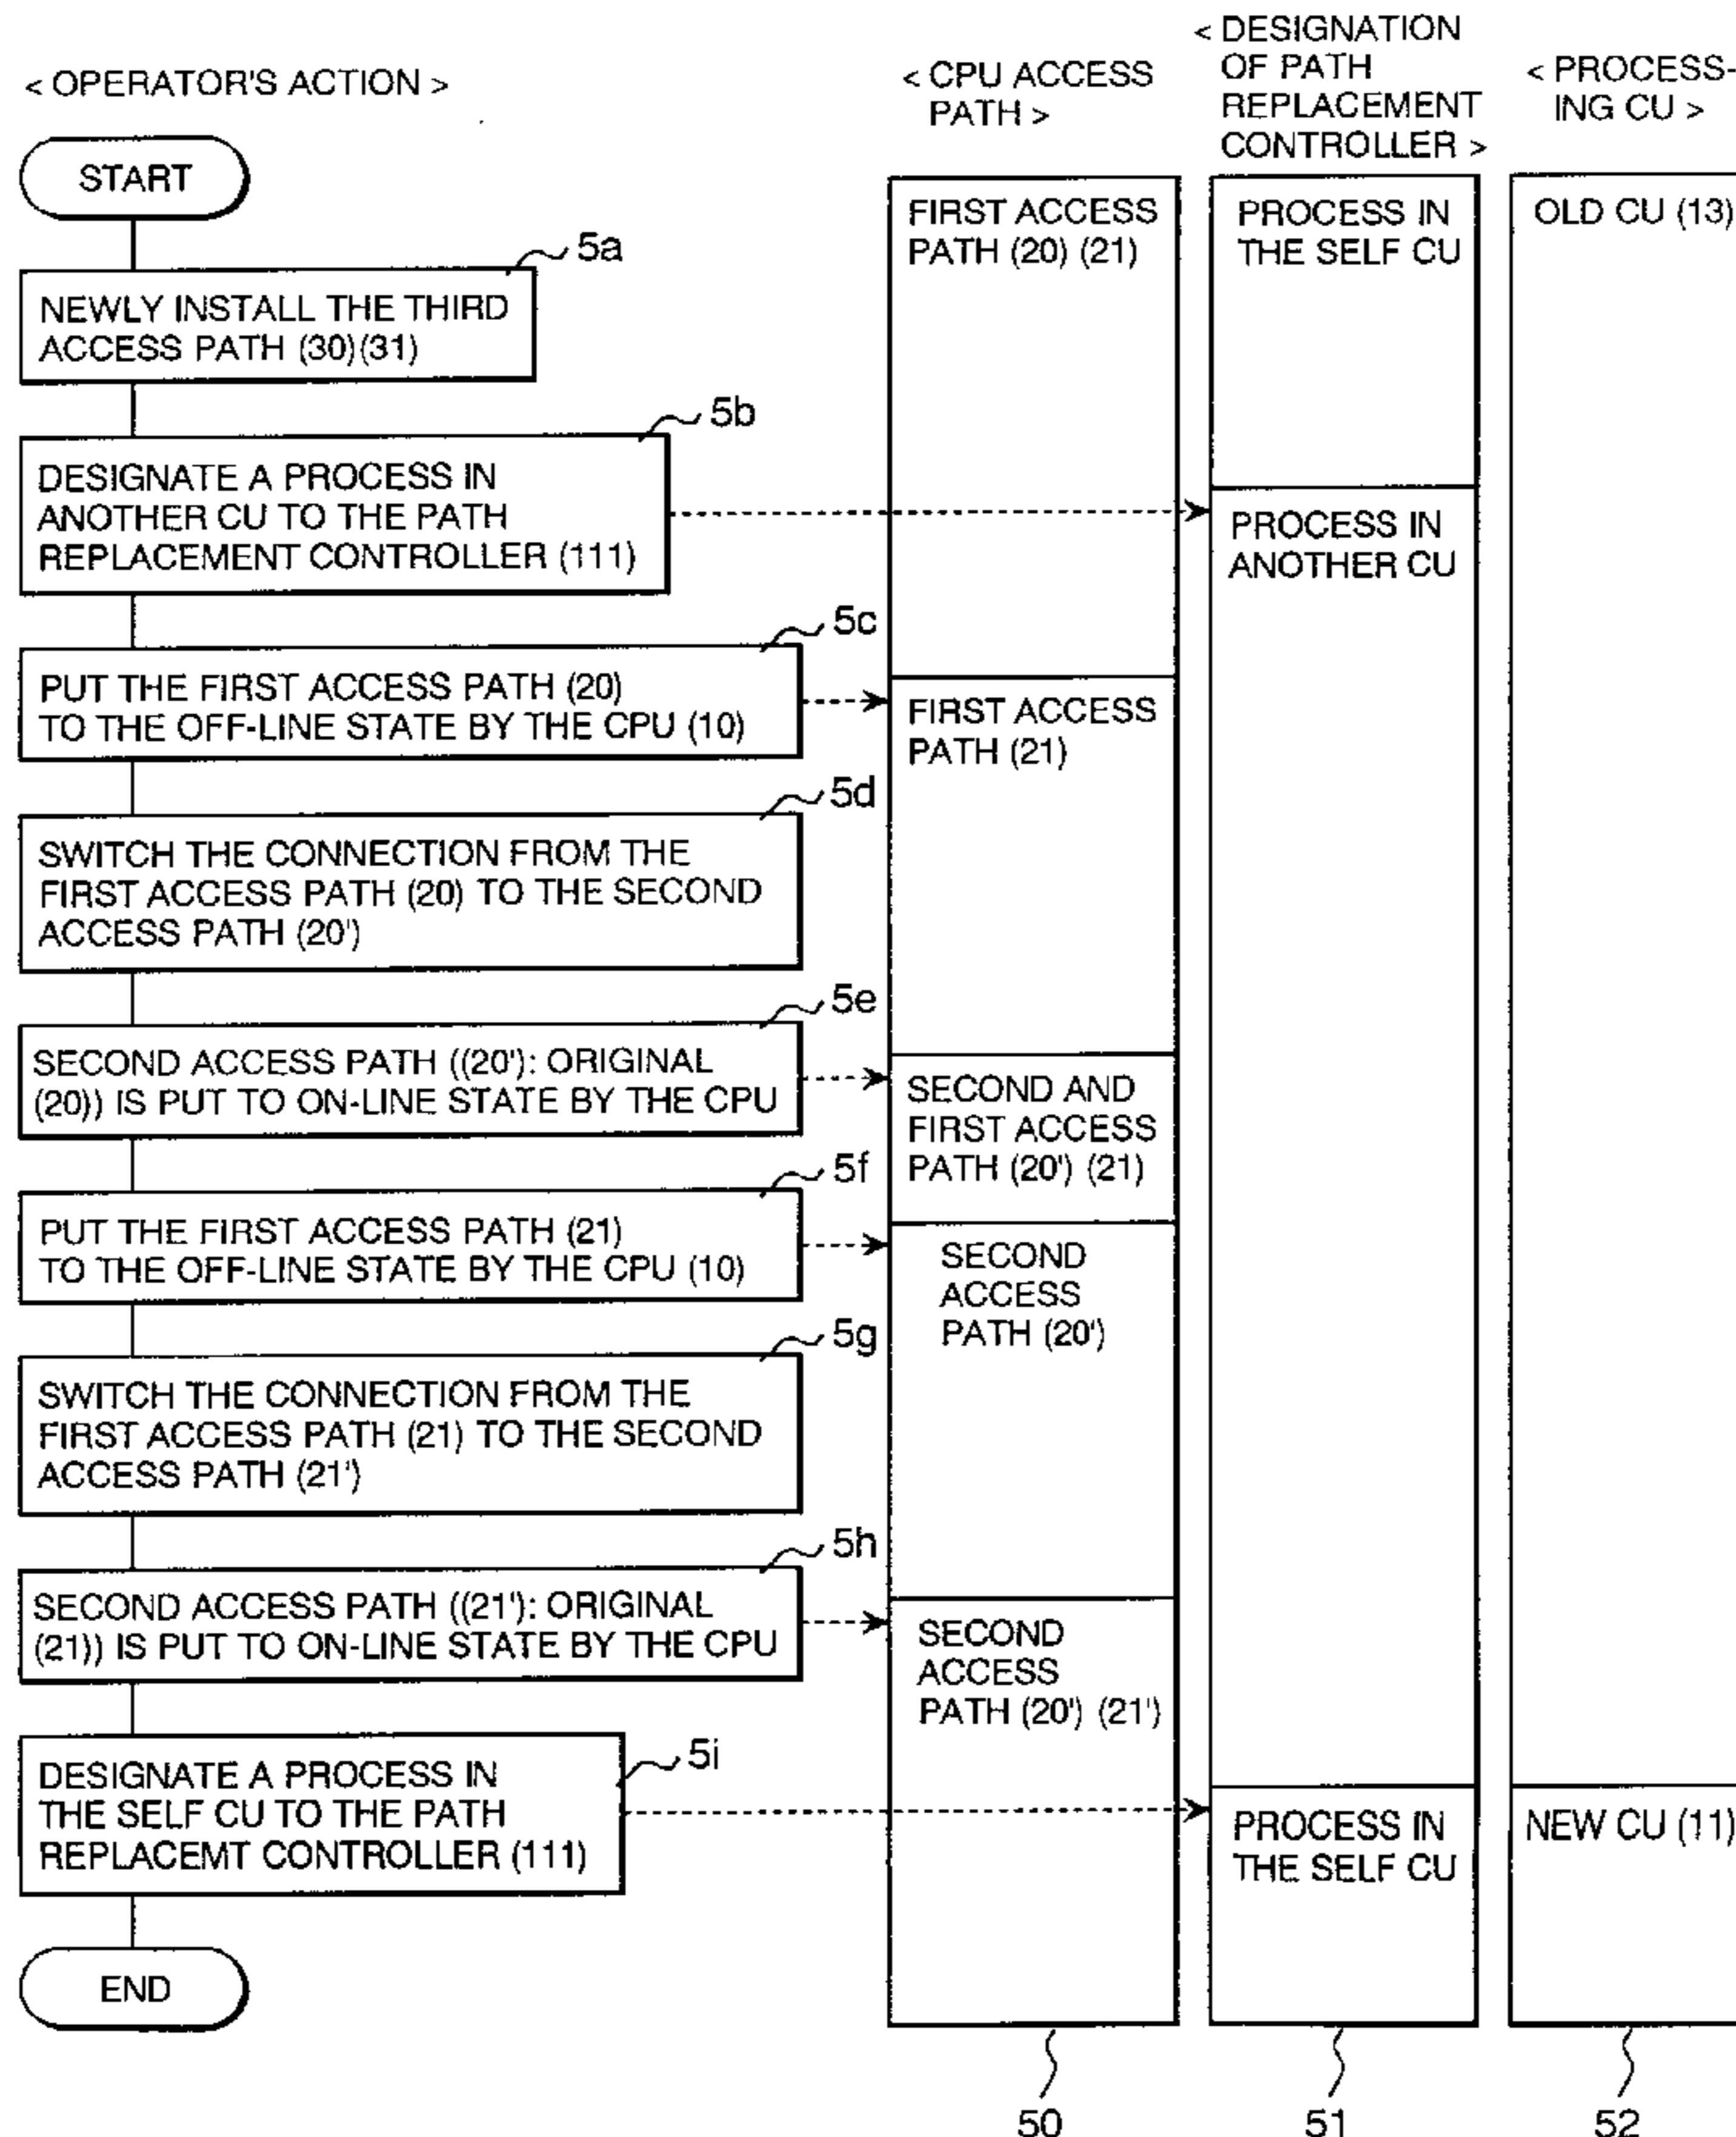 < OPERATOR'S ACTION >
START
5a
NEWLY INSTALL THE THIRD
ACCESS PATH (30)(31)
5b
DESIGNATE A PROCESS IN
ANOTHER CU TO THE PATH
REPLACEMENT CONTROLLER (111)
5c
PUT THE FIRST ACCESS PATH (20)
TO THE OFF-LINE STATE BY THE CPU (10)
5d
SWITCH THE CONNECTION FROM THE
FIRST ACCESS PATH (20) TO THE SECOND
ACCESS PATH (20')
5e
SECOND ACCESS PATH ((20'): ORIGINAL
(20)) IS PUT TO ON-LINE STATE BY THE CPU
5f
PUT THE FIRST ACCESS PATH (21)
TO THE OFF-LINE STATE BY THE CPU (10)
5g
SWITCH THE CONNECTION FROM THE
FIRST ACCESS PATH (21) TO THE SECOND
ACCESS PATH (21')
5h
SECOND ACCESS PATH ((21'): ORIGINAL
(21)) IS PUT TO ON-LINE STATE BY THE CPU
5i
DESIGNATE A PROCESS IN
THE SELF CU TO THE PATH
REPLACEMT CONTROLLER (111)
END
< CPU ACCESS
PATH >
FIRST ACCESS
PATH (20) (21)
FIRST ACCESS
PATH (21)
SECOND AND
FIRST ACCESS
PATH (20') (21)
SECOND
ACCESS
PATH (20')
SECOND
ACCESS
PATH (20') (21')
50
< DESIGNATION
OF PATH
REPLACEMENT
CONTROLLER >
PROCESS IN
THE SELF CU
PROCESS IN
ANOTHER CU
PROCESS IN
THE SELF CU
51
< PROCESS-
ING CU >
OLD CU (13)
NEW CU (11)
52